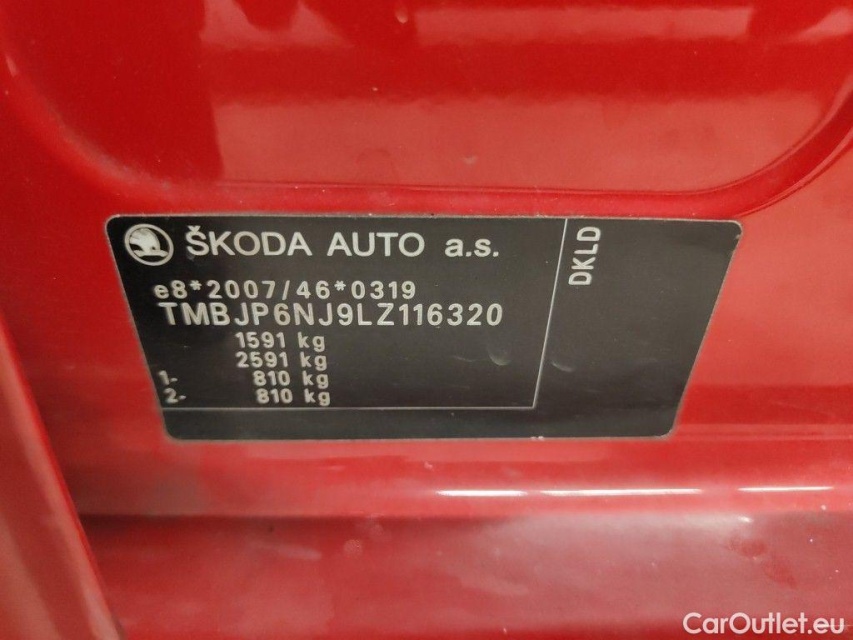 ŠKODA AUTO a.s.
e8*2007/46*0319
TMBJP6NJ9LZ116320
1591 kg
2591 kg
1- 810 kg
2- 810 kg
DKLD
CarOutlet.eu